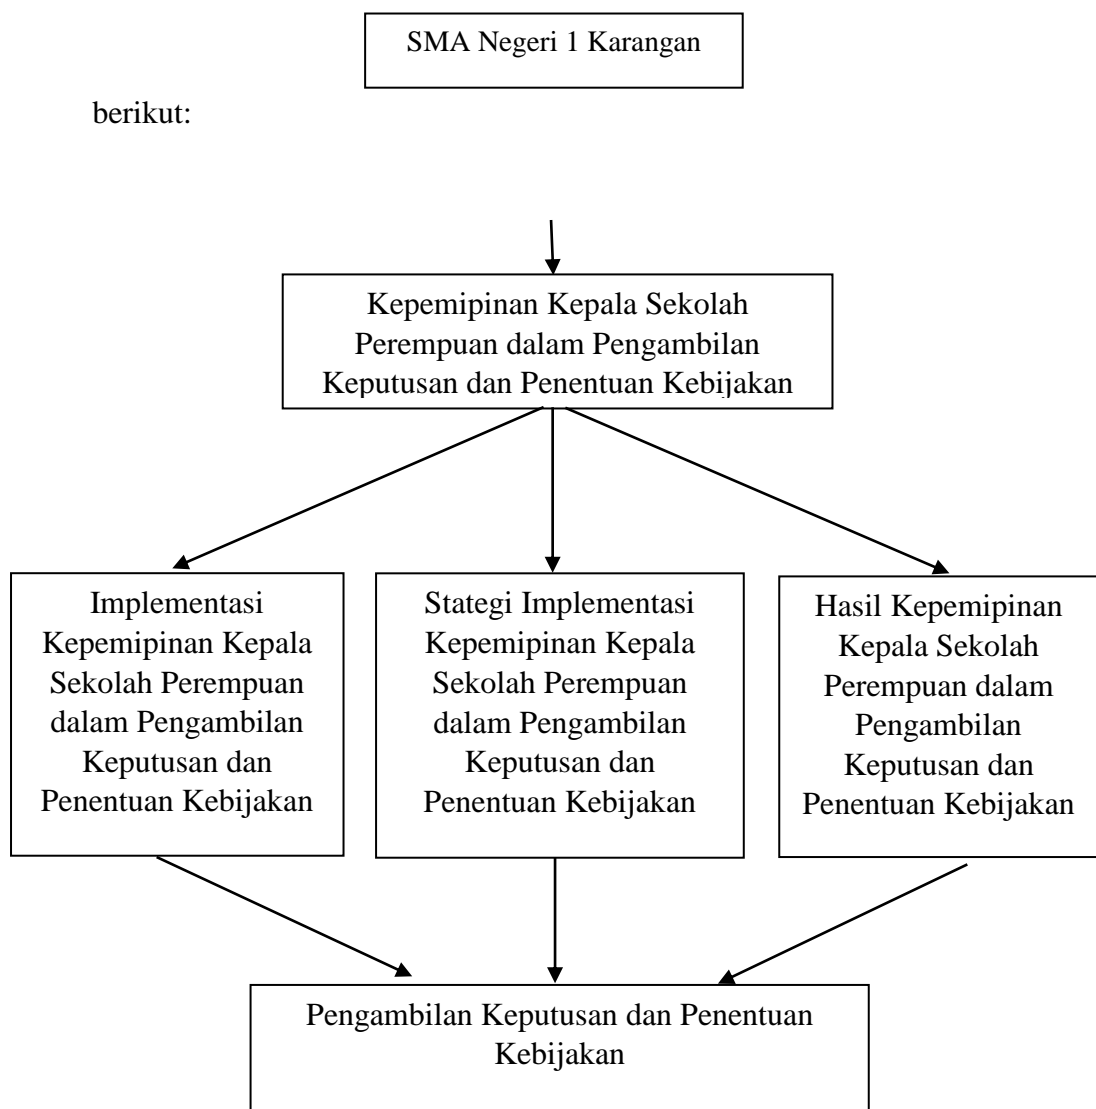 SMA Negeri 1 Karangan
berikut:
Kepemipinan Kepala Sekolah
Perempuan dalam Pengambilan
Keputusan dan Penentuan Kebijakan
Implementasi
Kepemipinan Kepala
Sekolah Perempuan
dalam Pengambilan
Keputusan dan
Penentuan Kebijakan
Stategi Implementasi
Kepemipinan Kepala
Sekolah Perempuan
dalam Pengambilan
Keputusan dan
Penentuan Kebijakan
Hasil Kepemipinan
Kepala Sekolah
Perempuan dalam
Pengambilan
Keputusan dan
Penentuan Kebijakan
Pengambilan Keputusan dan Penentuan
Kebijakan